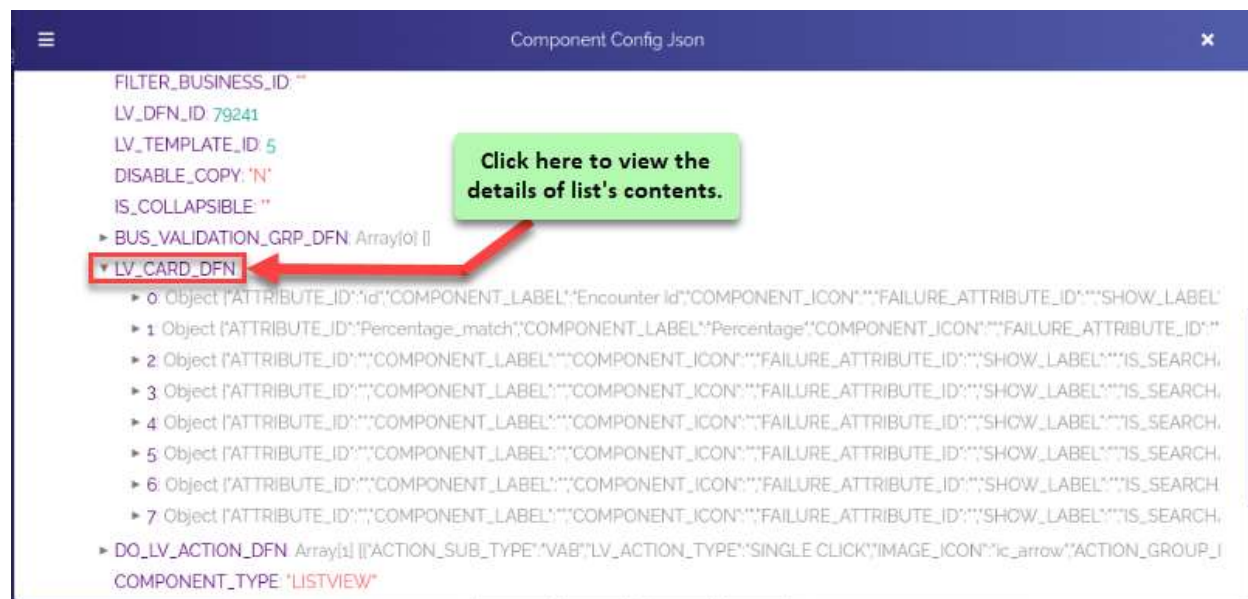 Component Config Json
FILTER_BUSINESS_ID: ""
LV_DFN_ID: 79241
LV_TEMPLATE_ID: 5
DISABLE_COPY: "N"
IS_COLLAPSIBLE: ""
BUS_VALIDATION_GRP_DFN: Array[0] []
LV_CARD_DFN
0: Object {"ATTRIBUTE_ID":"id","COMPONENT_LABEL":"Encounter Id","COMPONENT_ICON":"","FAILURE_ATTRIBUTE_ID":"","SHOW_LABEL"
1: Object {"ATTRIBUTE_ID":"Percentage_match","COMPONENT_LABEL":"Percentage","COMPONENT_ICON":"","FAILURE_ATTRIBUTE_ID":""
2: Object {"ATTRIBUTE_ID":"","COMPONENT_LABEL":"","COMPONENT_ICON":"","FAILURE_ATTRIBUTE_ID":"","SHOW_LABEL":"","IS_SEARCH
3: Object {"ATTRIBUTE_ID":"","COMPONENT_LABEL":"","COMPONENT_ICON":"","FAILURE_ATTRIBUTE_ID":"","SHOW_LABEL":"","IS_SEARCH
4: Object {"ATTRIBUTE_ID":"","COMPONENT_LABEL":"","COMPONENT_ICON":"","FAILURE_ATTRIBUTE_ID":"","SHOW_LABEL":"","IS_SEARCH
5: Object {"ATTRIBUTE_ID":"","COMPONENT_LABEL":"","COMPONENT_ICON":"","FAILURE_ATTRIBUTE_ID":"","SHOW_LABEL":"","IS_SEARCH
6: Object {"ATTRIBUTE_ID":"","COMPONENT_LABEL":"","COMPONENT_ICON":"","FAILURE_ATTRIBUTE_ID":"","SHOW_LABEL":"","IS_SEARCH
7: Object {"ATTRIBUTE_ID":"","COMPONENT_LABEL":"","COMPONENT_ICON":"","FAILURE_ATTRIBUTE_ID":"","SHOW_LABEL":"","IS_SEARCH
DO_LV_ACTION_DFN: Array[1] [{"ACTION_SUB_TYPE":"VAB","LV_ACTION_TYPE":"SINGLE CLICK","IMAGE_ICON":"ic_arrow","ACTION_GROUP_I
COMPONENT_TYPE: "LISTVIEW"
Click here to view the
details of list's contents.